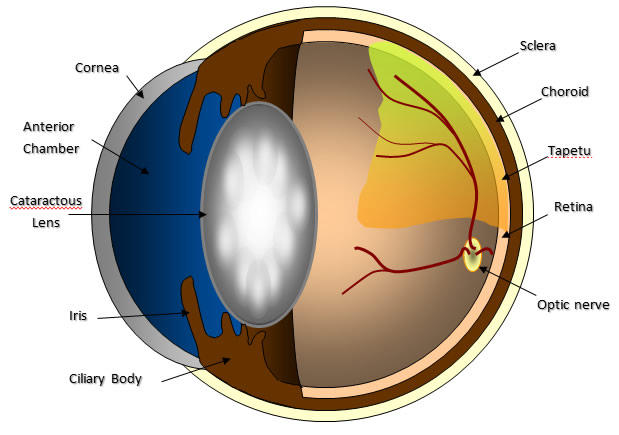 Cornea
Anterior
Chamber
Cataractous
Lens
Iris
Ciliary Body
Sclera
Choroid
Tapetu
Retina
Optic nerve